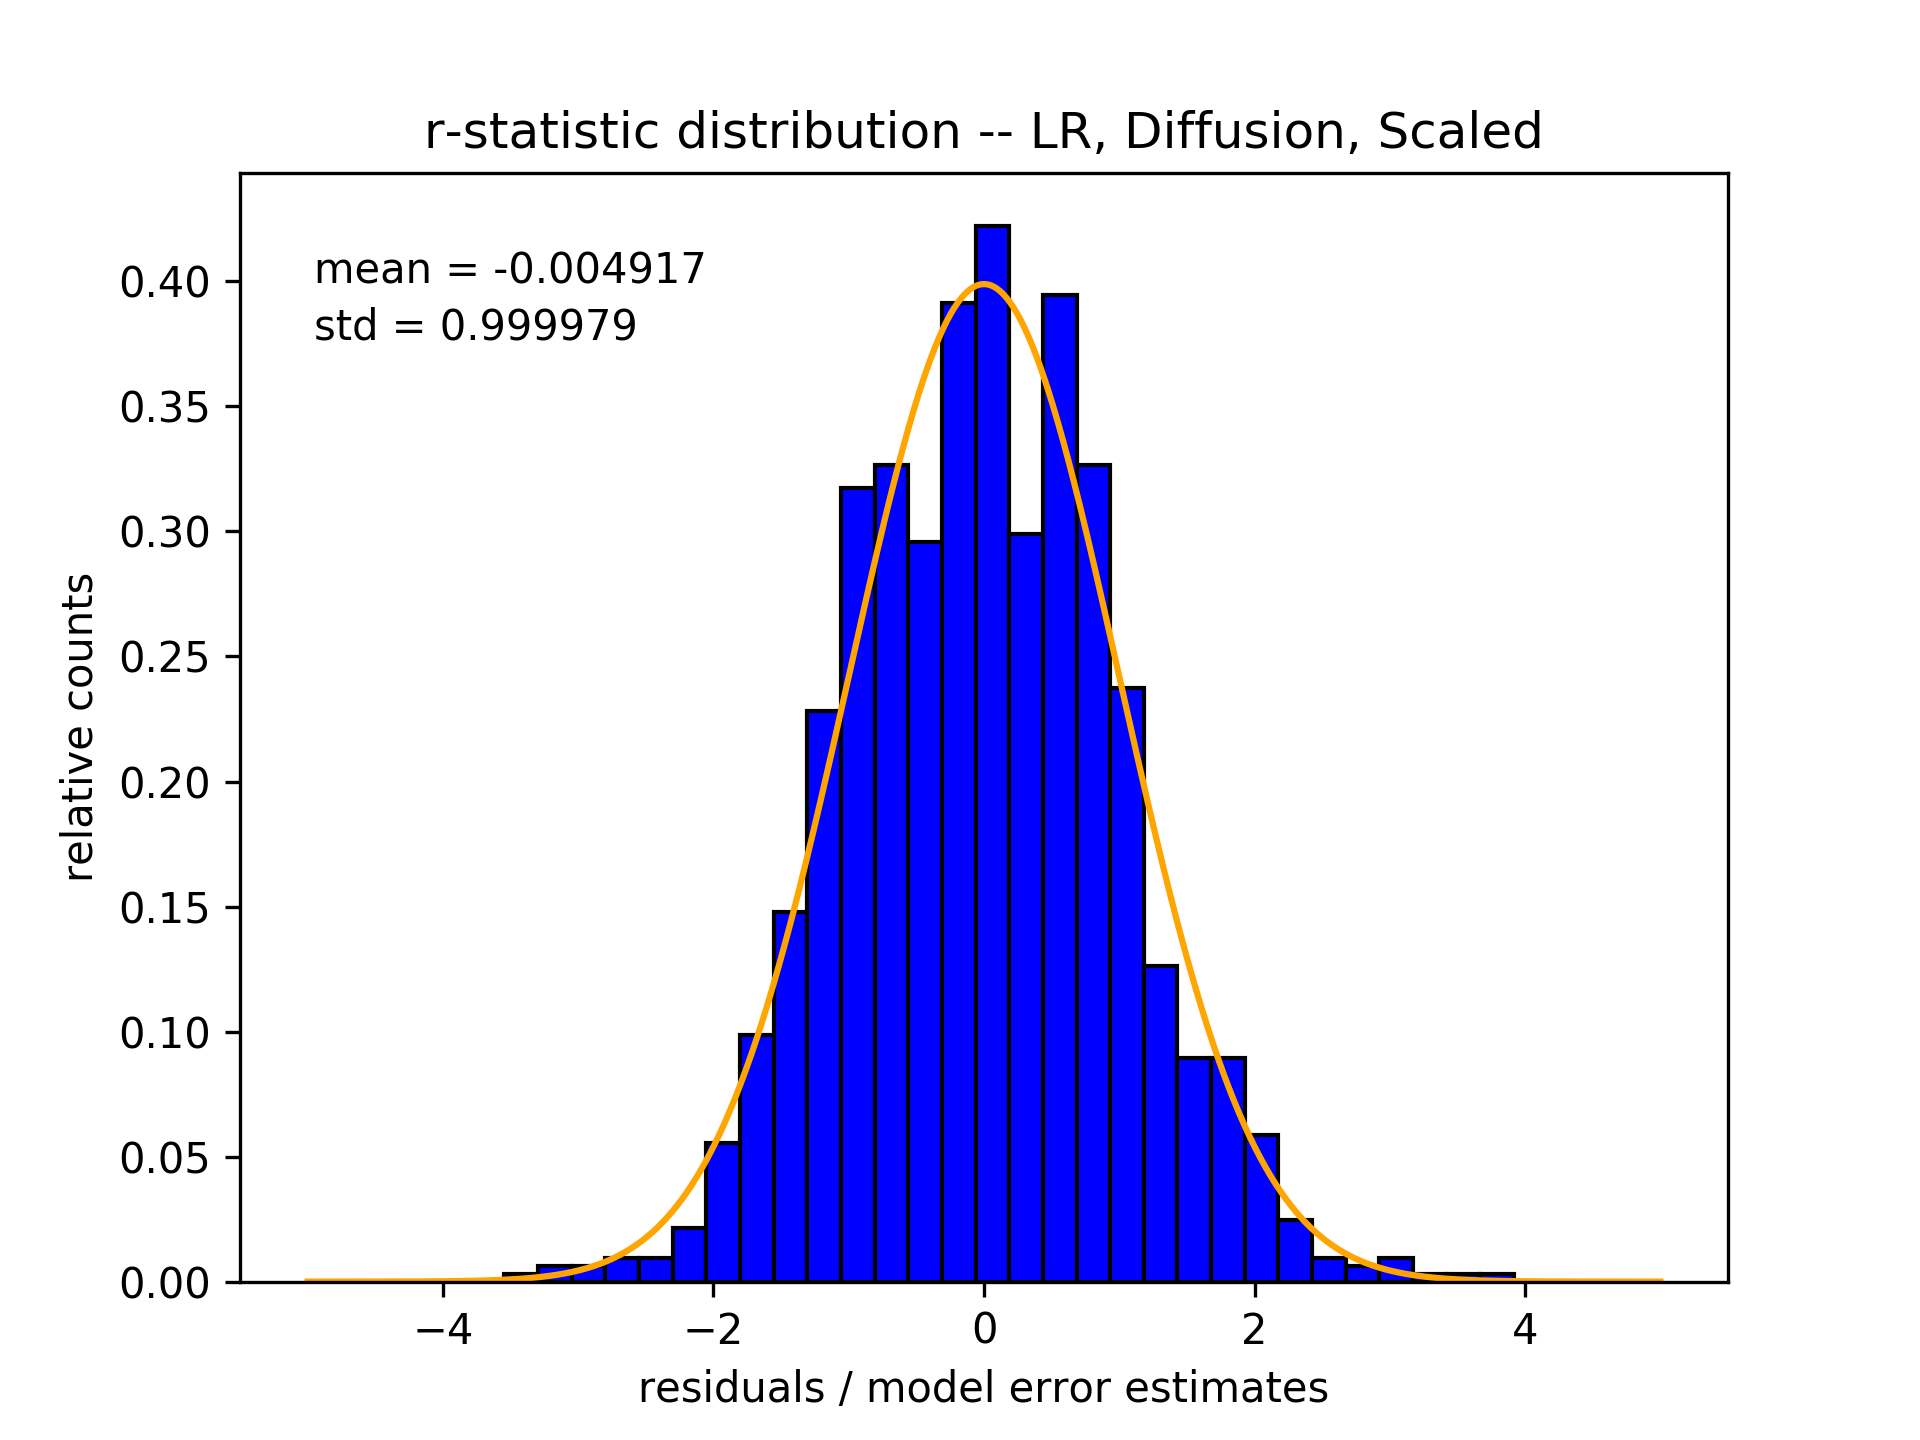 r-statistic distribution -- LR, Diffusion, Scaled
mean = -0.004917
std = 0.999979
0.40
0.35
0.30
0.25
0.20
0.15
0.10
0.05
0.00
relative counts
−4 −2 0 2 4
residuals / model error estimates